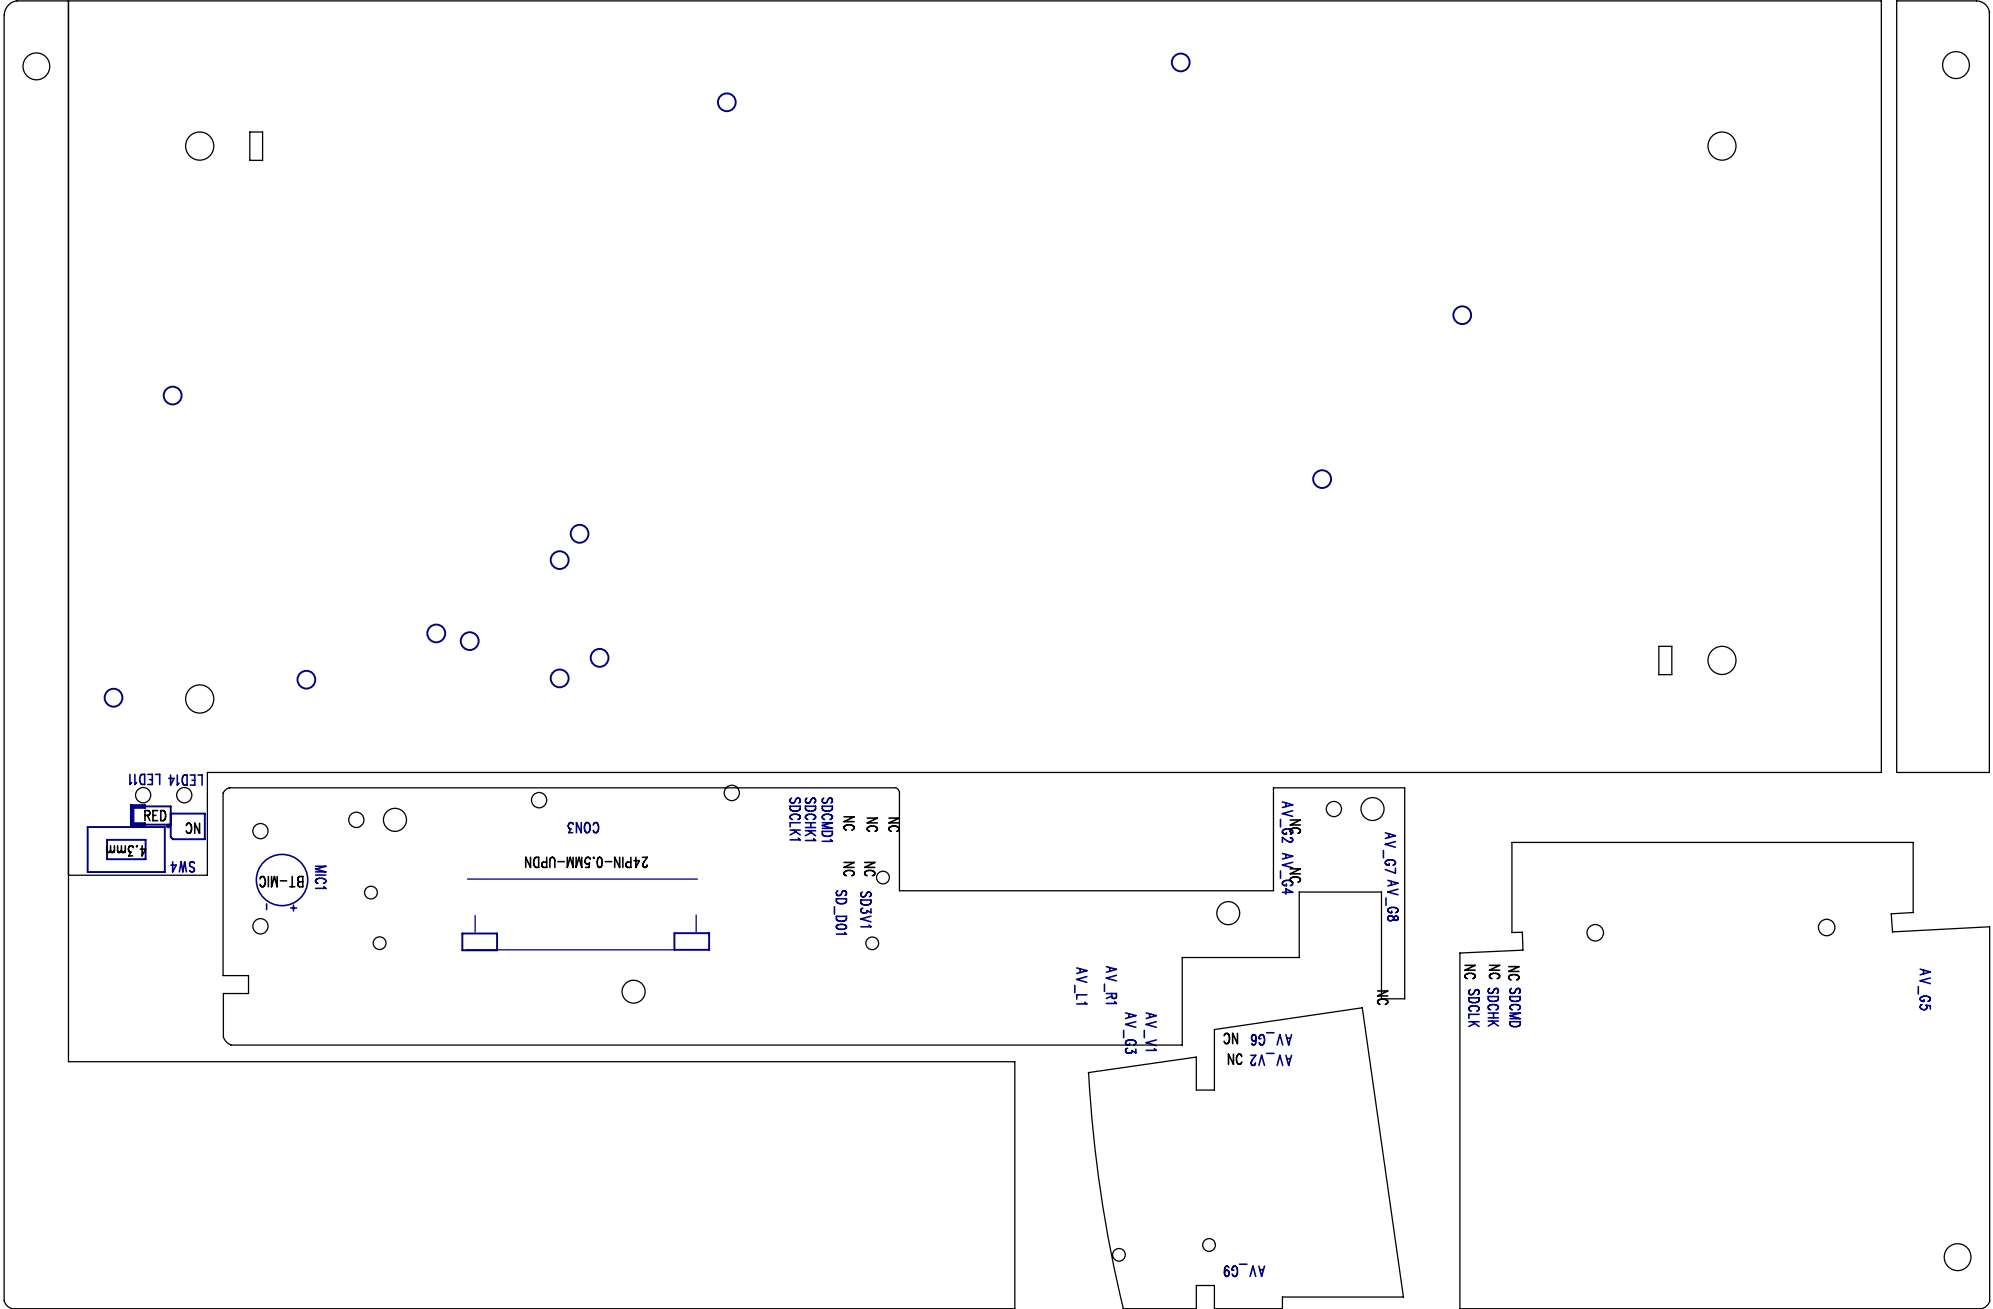 LED11 LED14
RED
NC
4.3mm
SW4
BT-MIC
MIC1
- +
CON3
24PIN-0.5MM-UPDN
SDCLK1
SDCHK1
SDCMD1
NC
NC
NC
NC
NC
SD_D01
SD3V1
AV_G2
NC
AV_G4
NC
AV_G7
AV_G8
NC
AV_L1
AV_R1
AV_G3
AV_V1
NC AV_G6
NC AV_V2
AV_G9
NC SDCLK
NC SDCHK
NC SDCMD
AV_G5